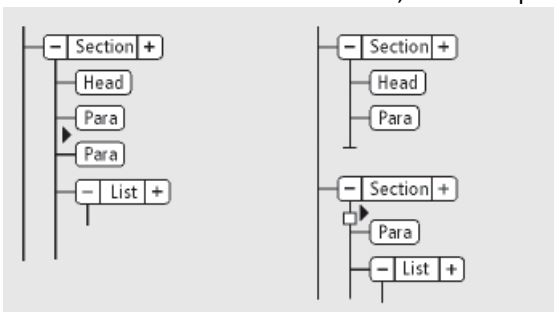 − Section +
Head
Para
Para
− List +
− Section +
Head
Para
− Section +
Para
− List +